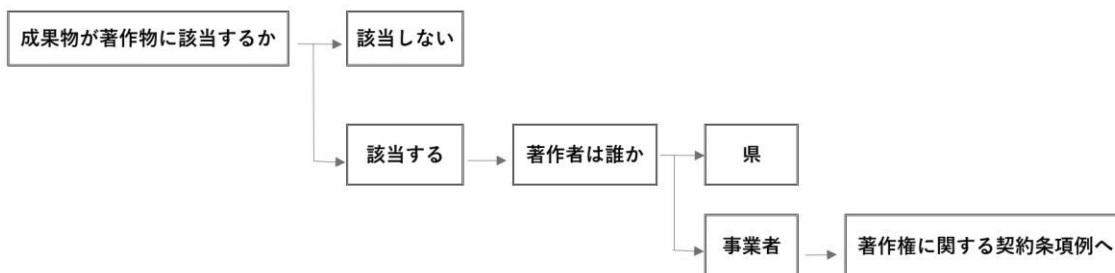 成果物が著作物に該当するか
該当しない
該当する
著作者は誰か
県
事業者
著作権に関する契約条項例へ